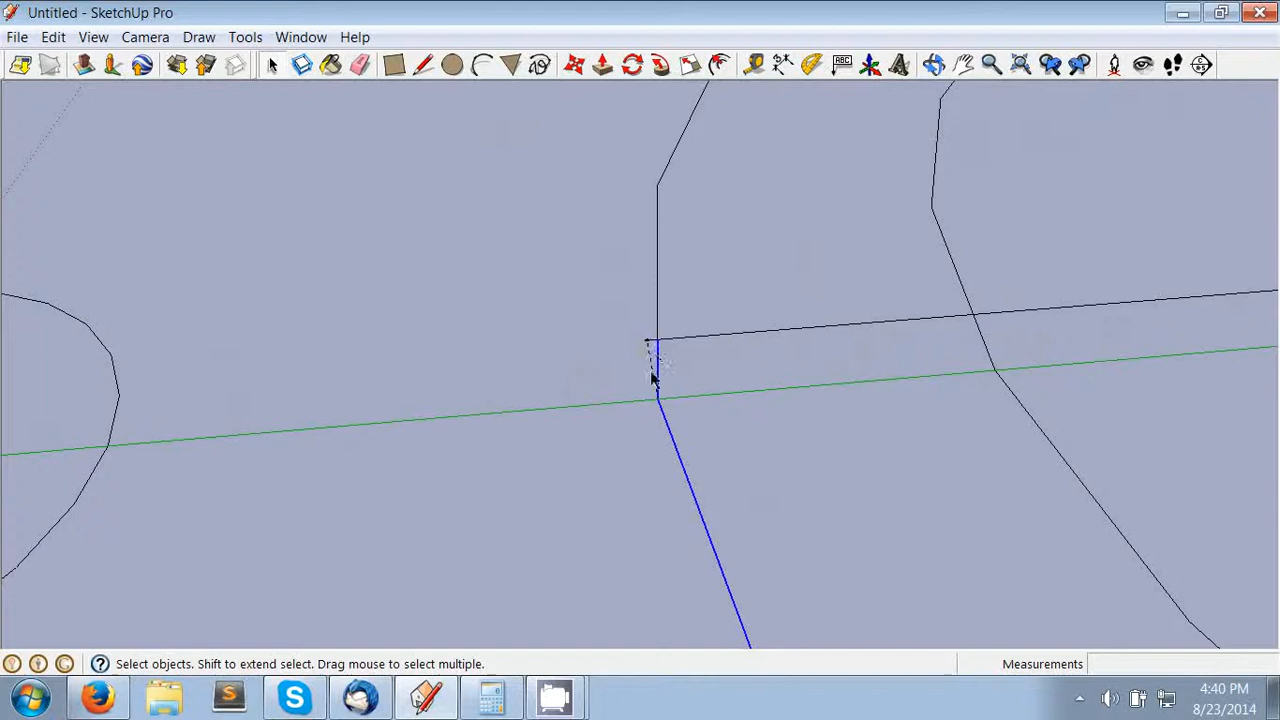 Untitled - SketchUp Pro
File Edit View Camera Draw Tools Window Help
ABC
Select objects. Shift to extend select. Drag mouse to select multiple.
Measurements
4:40 PM
8/23/2014